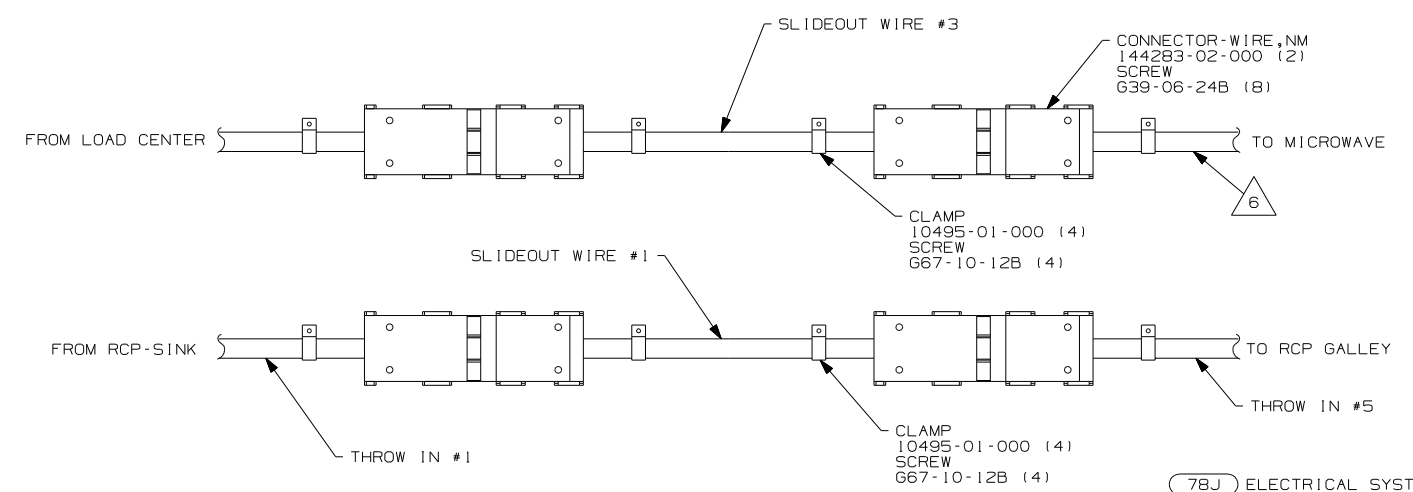 SLIDEOUT WIRE #3
CONNECTOR-WIRE,NM
144283-02-000 (2)
SCREW
G39-06-24B (8)
FROM LOAD CENTER
TO MICROWAVE
6
CLAMP
10495-01-000 (4)
SCREW
G67-10-12B (4)
SLIDEOUT WIRE #1
FROM RCP-SINK
TO RCP GALLEY
THROW IN #5
THROW IN #1
CLAMP
10495-01-000 (4)
SCREW
G67-10-12B (4)
78J ELECTRICAL SYST